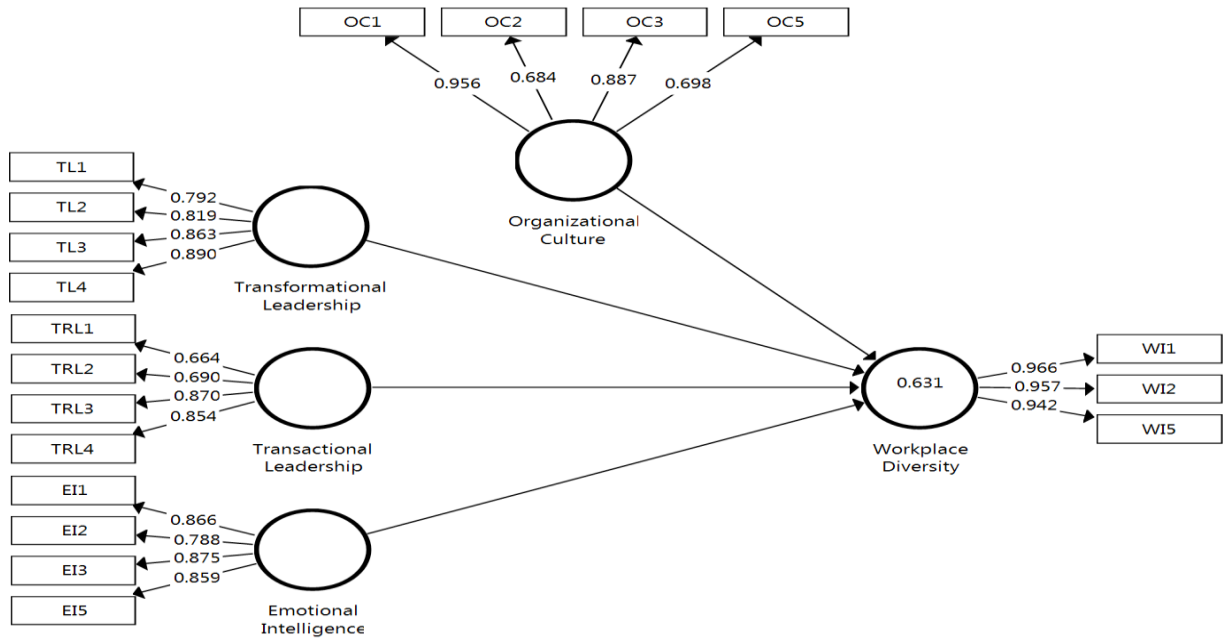 OC1
OC2
OC3
OC5
0.956
0.684
0.887
0.698
Organizational
Culture
TL1
TL2
TL3
TL4
0.792
0.819
0.863
0.890
Transformational
Leadership
TRL1
TRL2
TRL3
TRL4
0.664
0.690
0.870
0.854
Transactional
Leadership
EI1
EI2
EI3
EI5
0.866
0.788
0.875
0.859
Emotional
Intelligence
0.631
Workplace
Diversity
0.966
0.957
0.942
WI1
WI2
WI5